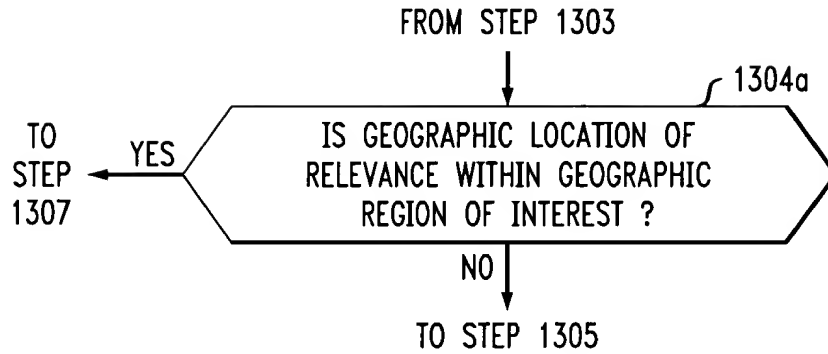 FROM STEP 1303
1304a
IS GEOGRAPHIC LOCATION OF
RELEVANCE WITHIN GEOGRAPHIC
REGION OF INTEREST ?
YES
TO
STEP
1307
NO
TO STEP 1305